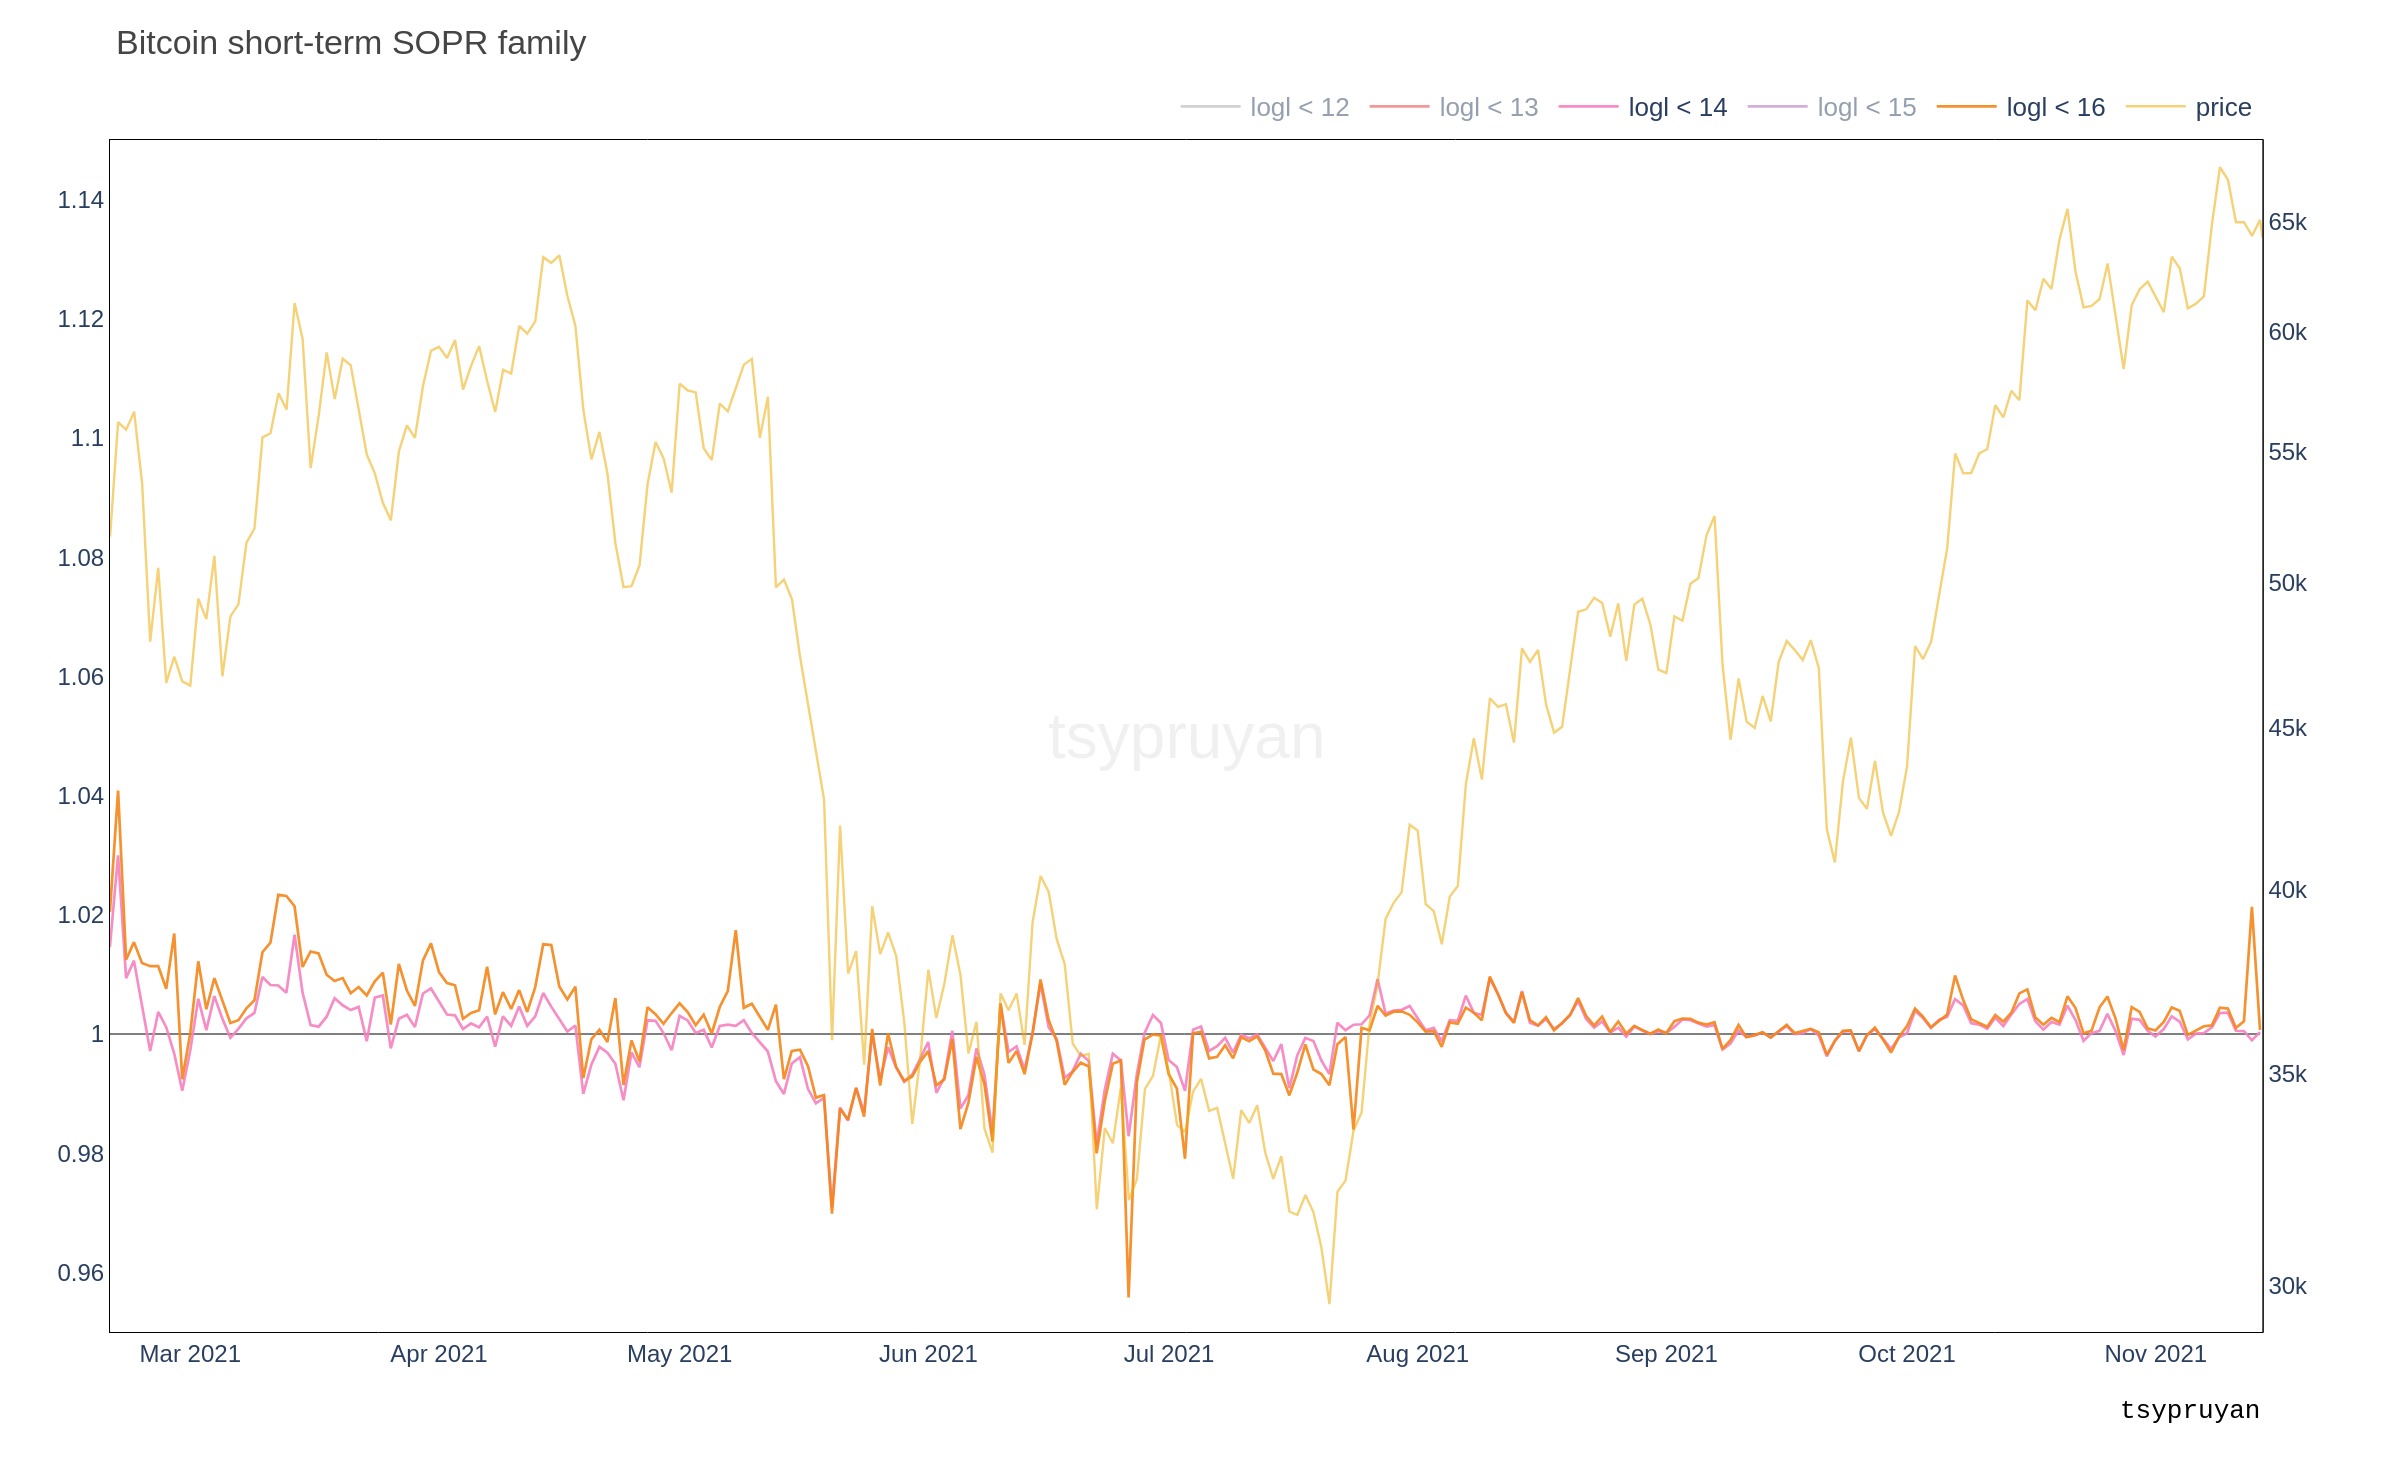 Bitcoin short-term SOPR family
logl < 12 logl < 13 logl < 14 logl < 15 logl < 16 price
1.14
1.12
1.1
1.08
1.06
1.04
1.02
1
0.98
0.96
65k
60k
55k
50k
45k
40k
35k
30k
tsypruyan
Mar 2021 Apr 2021 May 2021 Jun 2021 Jul 2021 Aug 2021 Sep 2021 Oct 2021 Nov 2021
tsypruyan